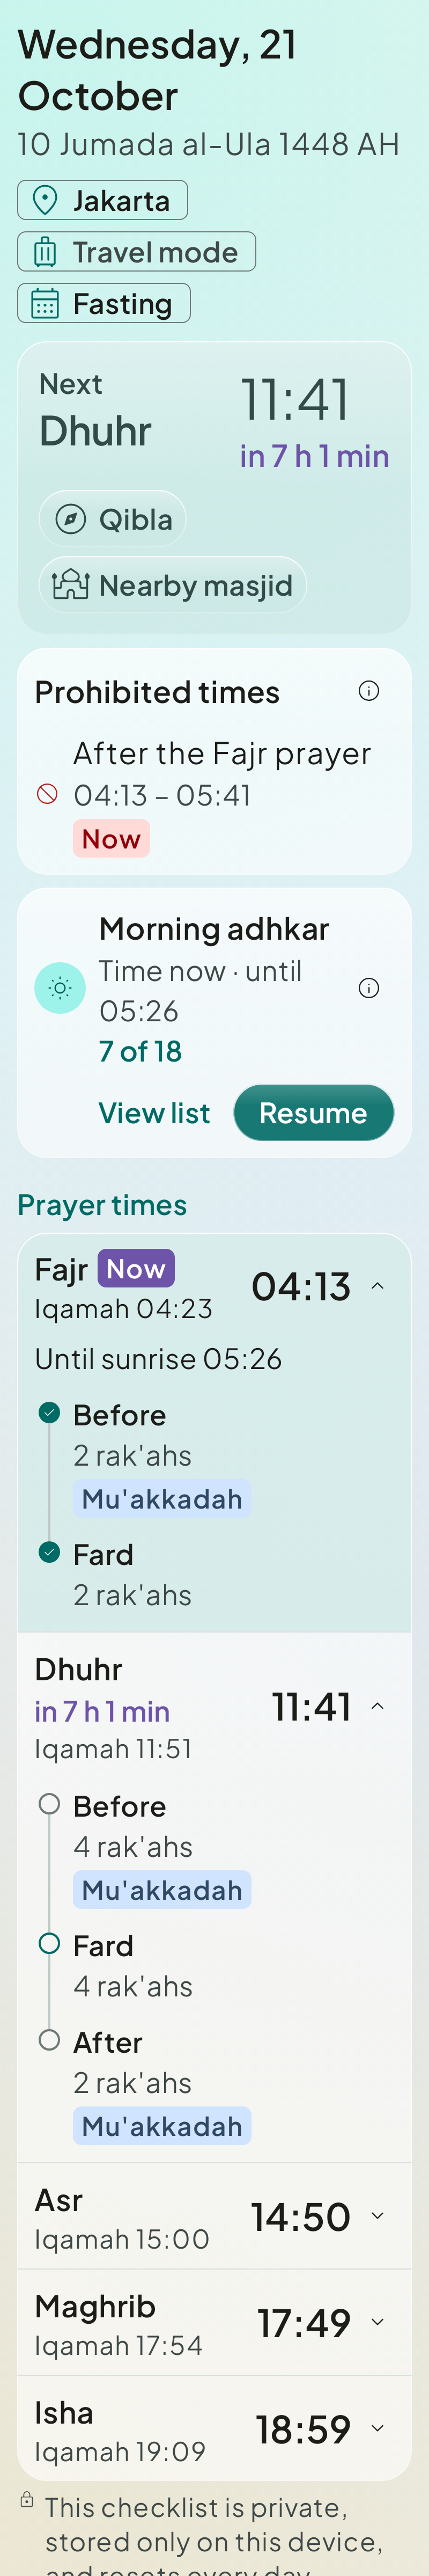 Wednesday, 21
October
10 Jumada al-Ula 1448 AH
Jakarta
Travel mode
Fasting
Next
Dhuhr
11:41
in 7 h 1 min
Qibla
Nearby masjid
Prohibited times
After the Fajr prayer
04:13 – 05:41
Now
Morning adhkar
Time now · until
05:26
7 of 18
View list
Resume
Prayer times
Fajr Now
Iqamah 04:23
04:13
Until sunrise 05:26
Before
2 rak'ahs
Mu'akkadah
Fard
2 rak'ahs
Dhuhr
in 7 h 1 min
Iqamah 11:51
11:41
Before
4 rak'ahs
Mu'akkadah
Fard
4 rak'ahs
After
2 rak'ahs
Mu'akkadah
Asr
Iqamah 15:00
14:50
Maghrib
Iqamah 17:54
17:49
Isha
Iqamah 19:09
18:59
This checklist is private,
stored only on this device,
and resets every day